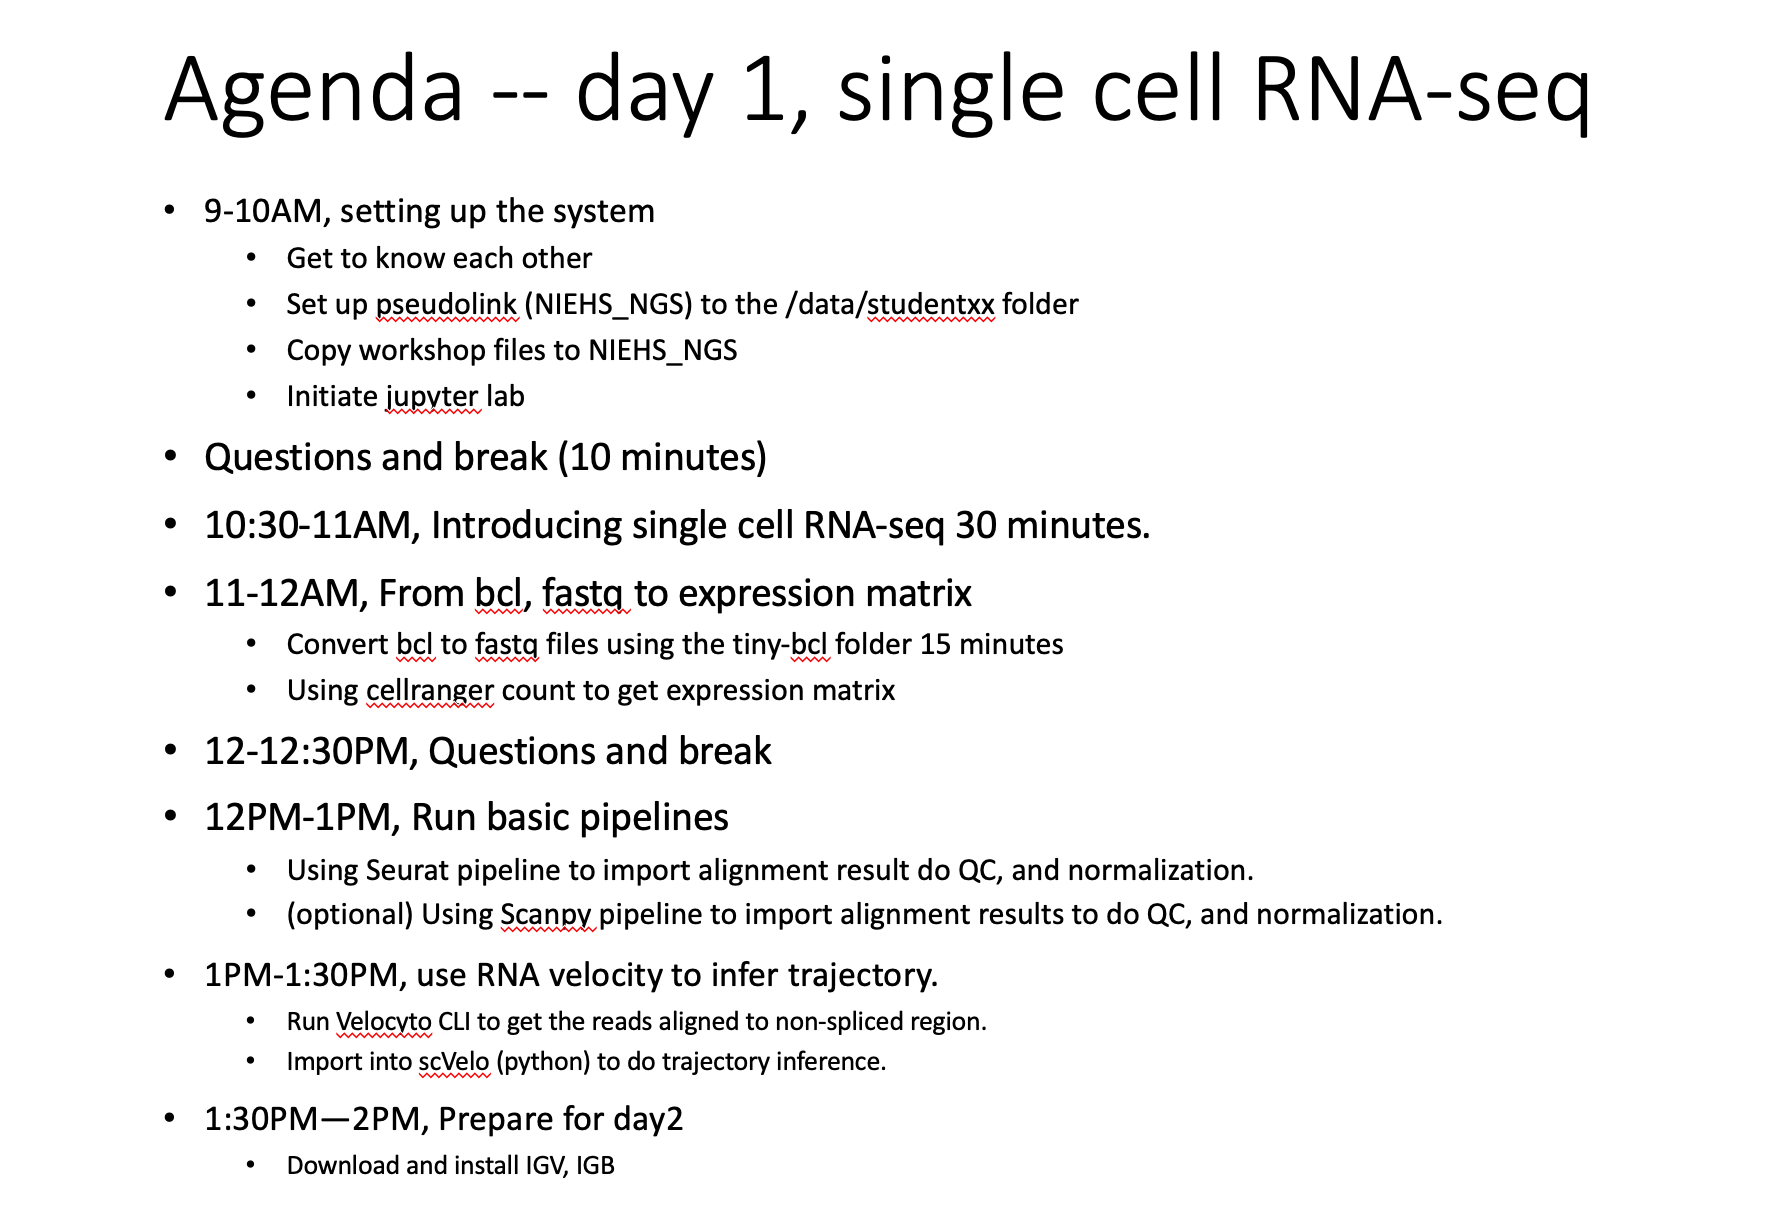 Agenda -- day 1, single cell RNA-seq
• 9-10AM, setting up the system
• Get to know each other
• Set up pseudolink (NIEHS_NGS) to the /data/studentxx folder
• Copy workshop files to NIEHS_NGS
• Initiate jupyter lab
• Questions and break (10 minutes)
• 10:30-11AM, Introducing single cell RNA-seq 30 minutes.
• 11-12AM, From bcl, fastq to expression matrix
• Convert bcl to fastq files using the tiny-bcl folder 15 minutes
• Using cellranger count to get expression matrix
• 12-12:30PM, Questions and break
• 12PM-1PM, Run basic pipelines
• Using Seurat pipeline to import alignment result do QC, and normalization.
• (optional) Using Scanpy pipeline to import alignment results to do QC, and normalization.
• 1PM-1:30PM, use RNA velocity to infer trajectory.
• Run Velocyto CLI to get the reads aligned to non-spliced region.
• Import into scVelo (python) to do trajectory inference.
• 1:30PM—2PM, Prepare for day2
• Download and install IGV, IGB